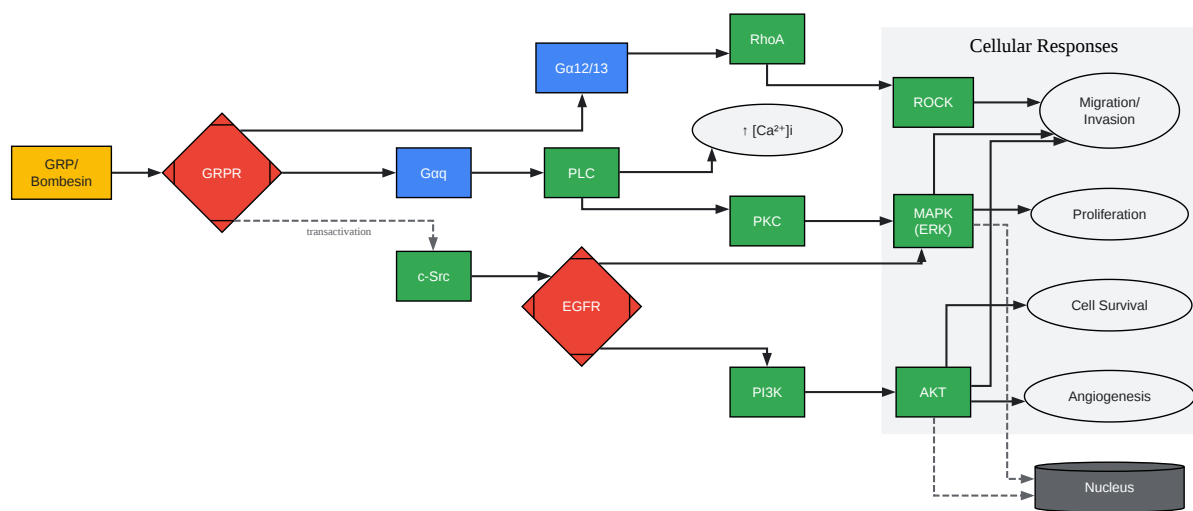 Cellular Responses
RhoA
Gα12/13
ROCK
Migration/
Invasion
↑ [Ca²⁺]i
GRP/
Bombesin
GRPR
Gαq
PLC
PKC
MAPK
(ERK)
Proliferation
transactivation
c-Src
EGFR
Cell Survival
PI3K
AKT
Angiogenesis
Nucleus